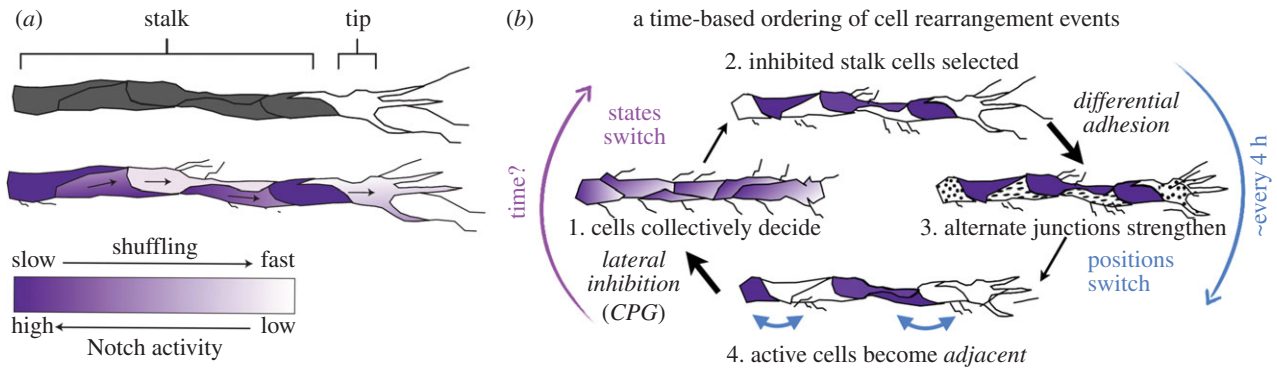 (a)
stalk
tip
slow
shuffling
fast
high
low
Notch activity
(b)
a time-based ordering of cell rearrangement events
2. inhibited stalk cells selected
states
switch
differential
adhesion
time?
~every 4 h
1. cells collectively decide
3. alternate junctions strengthen
lateral
inhibition
(CPG)
positions
switch
4. active cells become adjacent